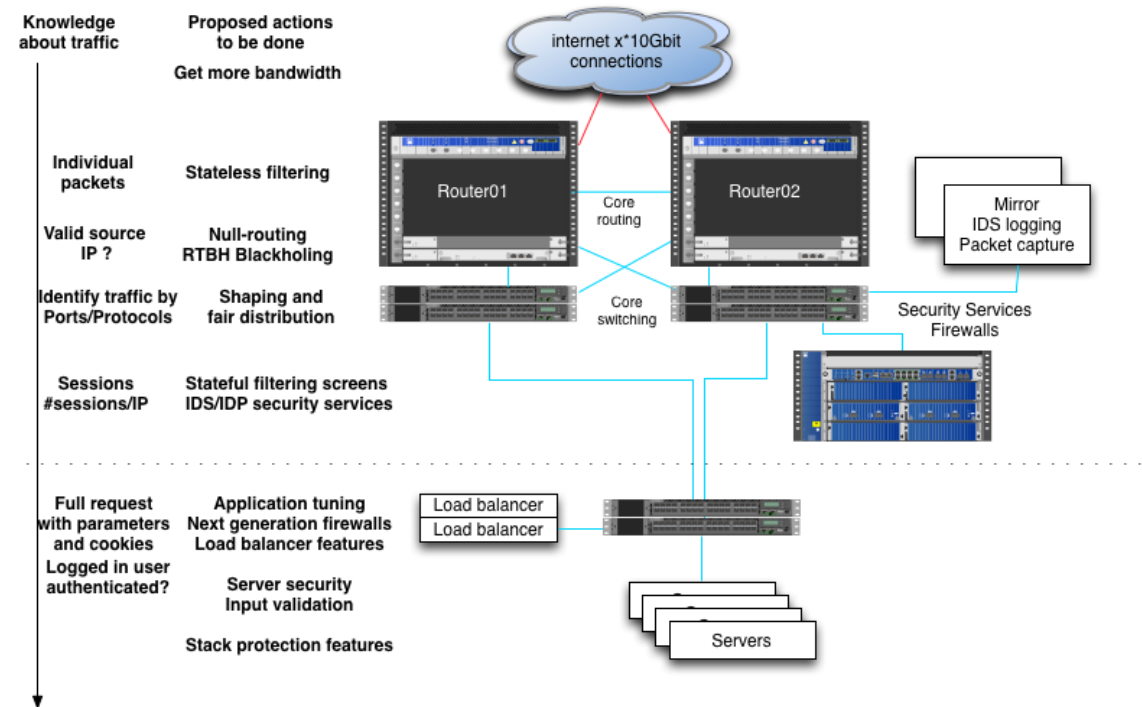 Knowledge
about traffic
Proposed actions
to be done
Get more bandwidth
internet x*10Gbit
connections
Individual
packets
Stateless filtering
Router01
Router02
Core
routing
Mirror
IDS logging
Packet capture
Valid source
IP ?
Null-routing
RTBH Blackholing
Identify traffic by
Ports/Protocols
Shaping and
fair distribution
Core
switching
Security Services
Firewalls
Sessions
#sessions/IP
Stateful filtering screens
IDS/IDP security services
Full request
with parameters
and cookies
Application tuning
Next generation firewalls
Load balancer features
Load balancer
Load balancer
Logged in user
authenticated?
Server security
Input validation
Stack protection features
Servers